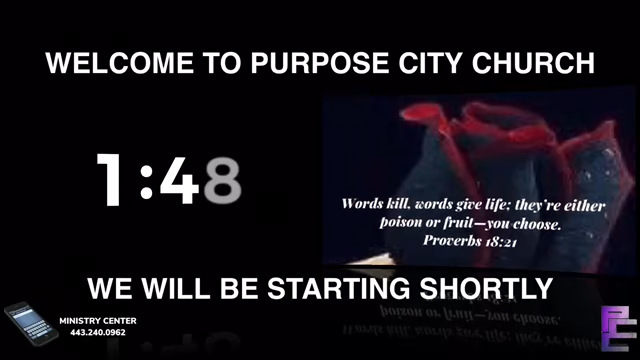 WELCOME TO PURPOSE CITY CHURCH
1:48
Words kill, words give life; they're either
poison or fruit—you choose.
Proverbs 18:21
WE WILL BE STARTING SHORTLY
MINISTRY CENTER
443.240.0962